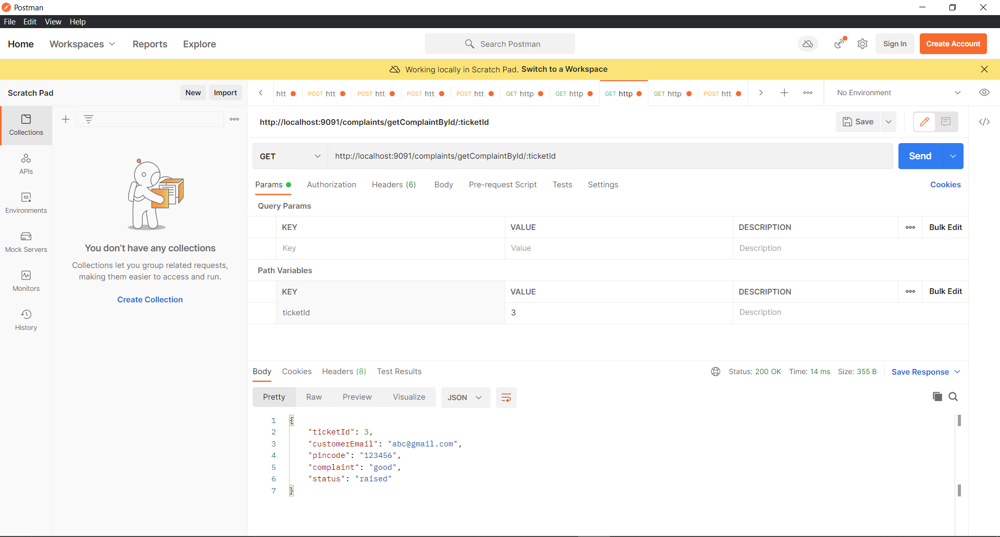 Postman
File Edit View Help
Home Workspaces Reports Explore
Search Postman
Sign In
Create Account
Working locally in Scratch Pad. Switch to a Workspace
Scratch Pad
New
Import
htt POST htt POST htt POST htt POST htt GET http GET http GET http GET http POST htt
No Environment
Collections
APIs
Environments
Mock Servers
Monitors
History
You don’t have any collections
Collections let you group related requests,
making them easier to access and run.
Create Collection
http://localhost:9091/complaints/getComplaintById/:ticketId
Save
</>
GET
http://localhost:9091/complaints/getComplaintById/:ticketId
Send
Params Authorization Headers (6) Body Pre-request Script Tests Settings
Cookies
Query Params
KEY VALUE DESCRIPTION
Bulk Edit
Key Value Description
Path Variables
KEY VALUE DESCRIPTION
Bulk Edit
ticketId 3 Description
Body Cookies Headers (8) Test Results
Status: 200 OK Time: 14 ms Size: 355 B
Save Response
Pretty Raw Preview Visualize
JSON
1 {
2 "ticketId": 3,
3 "customerEmail": "abc@gmail.com",
4 "pincode": "123456",
5 "complaint": "good",
6 "status": "raised"
7 }